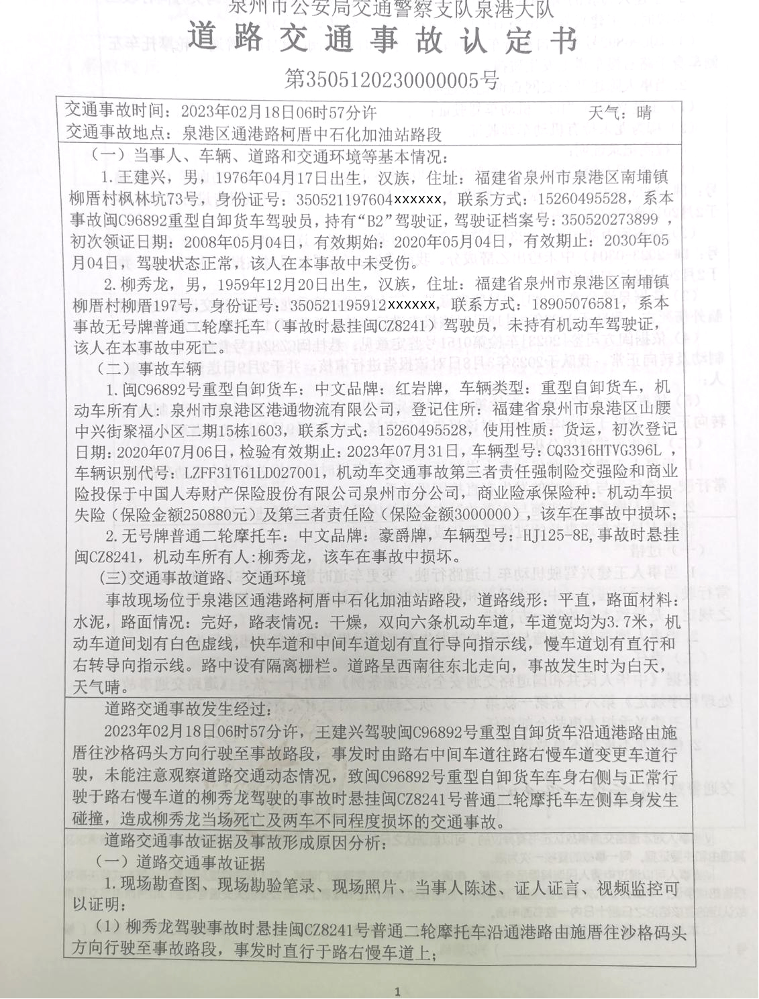 泉州市公安局交通警察支队泉港大队
道路交通事故认定书
第3505120230000005号
交通事故时间：2023年02月18日06时57分许 天气：晴
交通事故地点：泉港区通港路柯厝中石化加油站路段
（一）当事人、车辆、道路和交通环境等基本情况：
1.王建兴，男，1976年04月17日出生，汉族，住址：福建省泉州市泉港区南埔镇
柳厝村枫林坑73号，身份证号：350521197604xxxxxx，联系方式：15260495528，系本
事故闽C96892重型自卸货车驾驶员，持有“B2”驾驶证，驾驶证档案号：350520273899，
初次领证日期：2008年05月04日，有效期始：2020年05月04日，有效期止：2030年05
月04日，驾驶状态正常，该人在本事故中未受伤。
2.柳秀龙，男，1959年12月20日出生，汉族，住址：福建省泉州市泉港区南埔镇
柳厝村柳厝197号，身份证号：350521195912xxxxxx，联系方式：18905076581，系本
事故无号牌普通二轮摩托车（事故时悬挂闽CZ8241）驾驶员，未持有机动车驾驶证，
该人在本事故中死亡。
（二）事故车辆
1.闽C96892号重型自卸货车：中文品牌：红岩牌，车辆类型：重型自卸货车，机
动车所有人：泉州市泉港区港通物流有限公司，登记住所：福建省泉州市泉港区山腰
中兴街聚福小区二期15栋1603，联系方式：15260495528，使用性质：货运，初次登记
日期：2020年07月06日，检验有效期止：2023年07月31日，车辆型号：CQ3316HTVG396L，
车辆识别代号：LZFF31T61LD027001，机动车交通事故第三者责任强制险交强险和商业
险投保于中国人寿财产保险股份有限公司泉州市分公司，商业险承保险种：机动车损
失险（保险金额250880元）及第三者责任险（保险金额3000000），该车在事故中损坏；
2.无号牌普通二轮摩托车：中文品牌：豪爵牌，车辆型号：HJ125-8E,事故时悬挂
闽CZ8241，机动车所有人:柳秀龙，该车在事故中损坏。
（三）交通事故道路、交通环境
事故现场位于泉港区通港路柯厝中石化加油站路段，道路线形：平直，路面材料：
水泥，路面情况：完好，路表情况：干燥，双向六条机动车道，车道宽均为3.7米，机
动车道间划有白色虚线，快车道和中间车道划有直行导向指示线，慢车道划有直行和
右转导向指示线。路中设有隔离栅栏。道路呈西南往东北走向，事故发生时为白天，
天气晴。
道路交通事故发生经过：
2023年02月18日06时57分许，王建兴驾驶闽C96892号重型自卸货车沿通港路由施
厝往沙格码头方向行驶至事故路段，事发时由路右中间车道往路右慢车道变更车道行
驶，未能注意观察道路交通动态情况，致闽C96892号重型自卸货车车身右侧与正常行
驶于路右慢车道的柳秀龙驾驶的事故时悬挂闽CZ8241号普通二轮摩托车左侧车身发生
碰撞，造成柳秀龙当场死亡及两车不同程度损坏的交通事故。
道路交通事故证据及事故形成原因分析：
（一）道路交通事故证据
1.现场勘查图、现场勘验笔录、现场照片、当事人陈述、证人证言、视频监控可
以证明：
（1）柳秀龙驾驶事故时悬挂闽CZ8241号普通二轮摩托车沿通港路由施厝往沙格码头
方向行驶至事故路段，事发时直行于路右慢车道上；
1